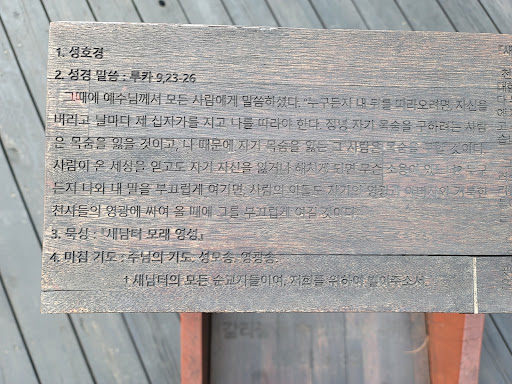 1. 성호경
2. 성경 말씀 : 루카 9,23-26
그때에 예수님께서 모든 사람에게 말씀하셨다. "누구든지 내 뒤를 따라오려면, 자신을
버리고 날마다 제 십자가를 지고 나를 따라야 한다. 정녕 자기 목숨을 구하려는 사람
은 목숨을 잃을 것이고, 나 때문에 자기 목숨을 잃는 그 사람은 목숨을 구할 것이다.
사람이 온 세상을 얻고도 자기 자신을 잃거나 해치게 되면 무슨 소용이 있느냐? 누구
든지 나와 내 말을 부끄럽게 여기면, 사람의 아들도 자기의 영광과 아버지와 거룩한
천사들의 영광에 싸여 올 때에 그를 부끄럽게 여길 것이다.
3. 묵상 : 『새남터 모래 영성』
4. 마침 기도 : 주님의 기도, 성모송, 영광송
†새남터의 모든 순교자들이여, 저희를 위하여 빌어주소서.